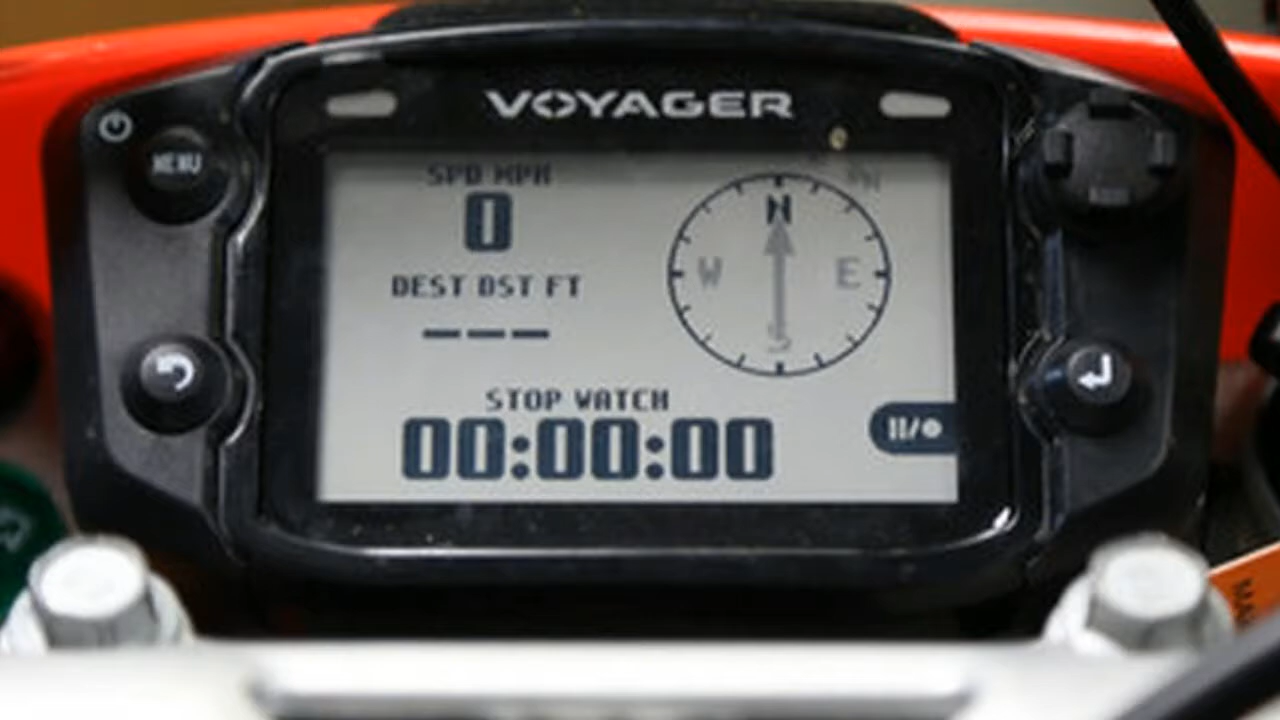 VOYAGER
MENU
SPD MPH
0
DEST DST FT
---
STOP WATCH
00:00:00
N
W E
S